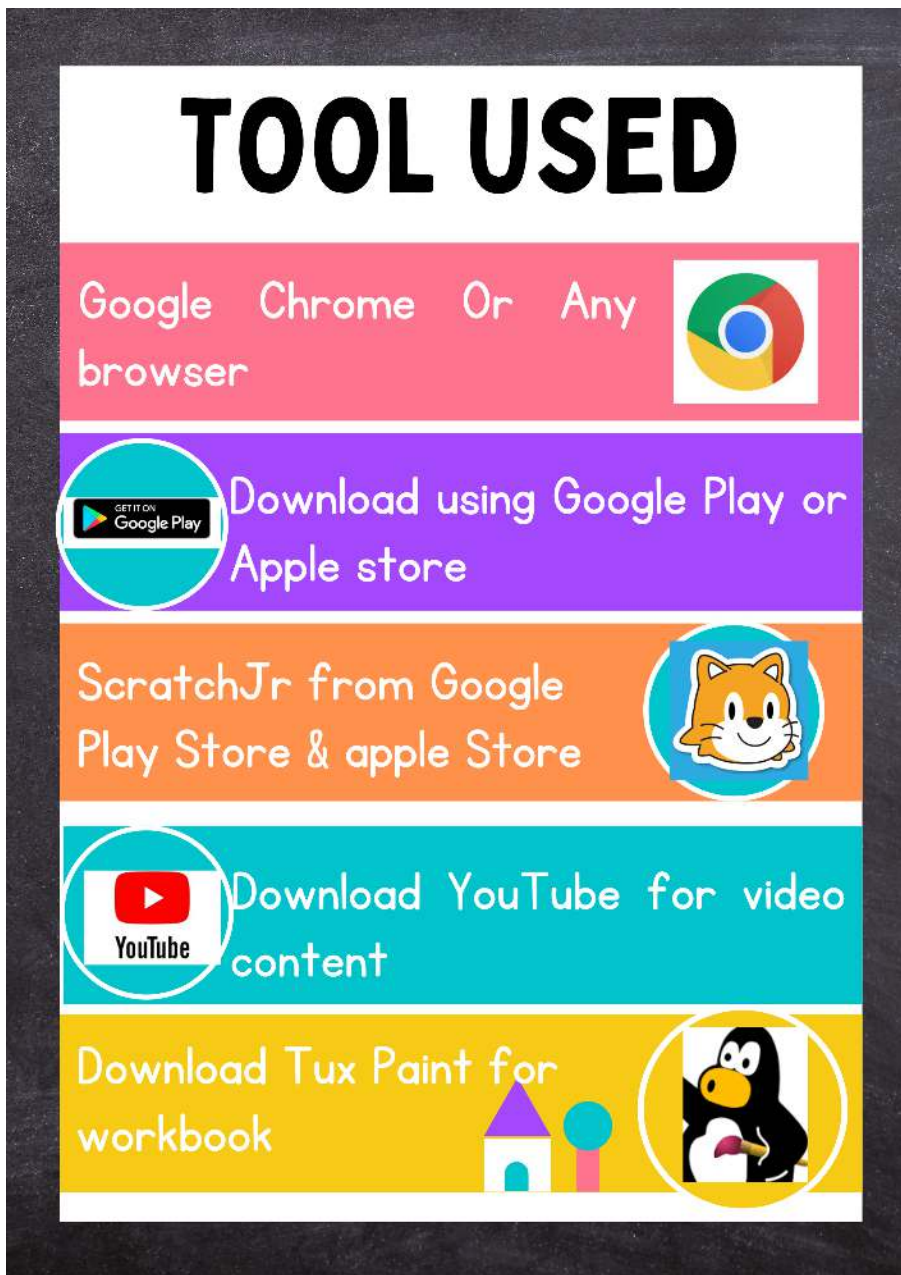 TOOL USED
Google Chrome Or Any
browser
GET IT ON
Google Play
Download using Google Play or
Apple store
ScratchJr from Google
Play Store & apple Store
YouTube
Download YouTube for video
content
Download Tux Paint for
workbook